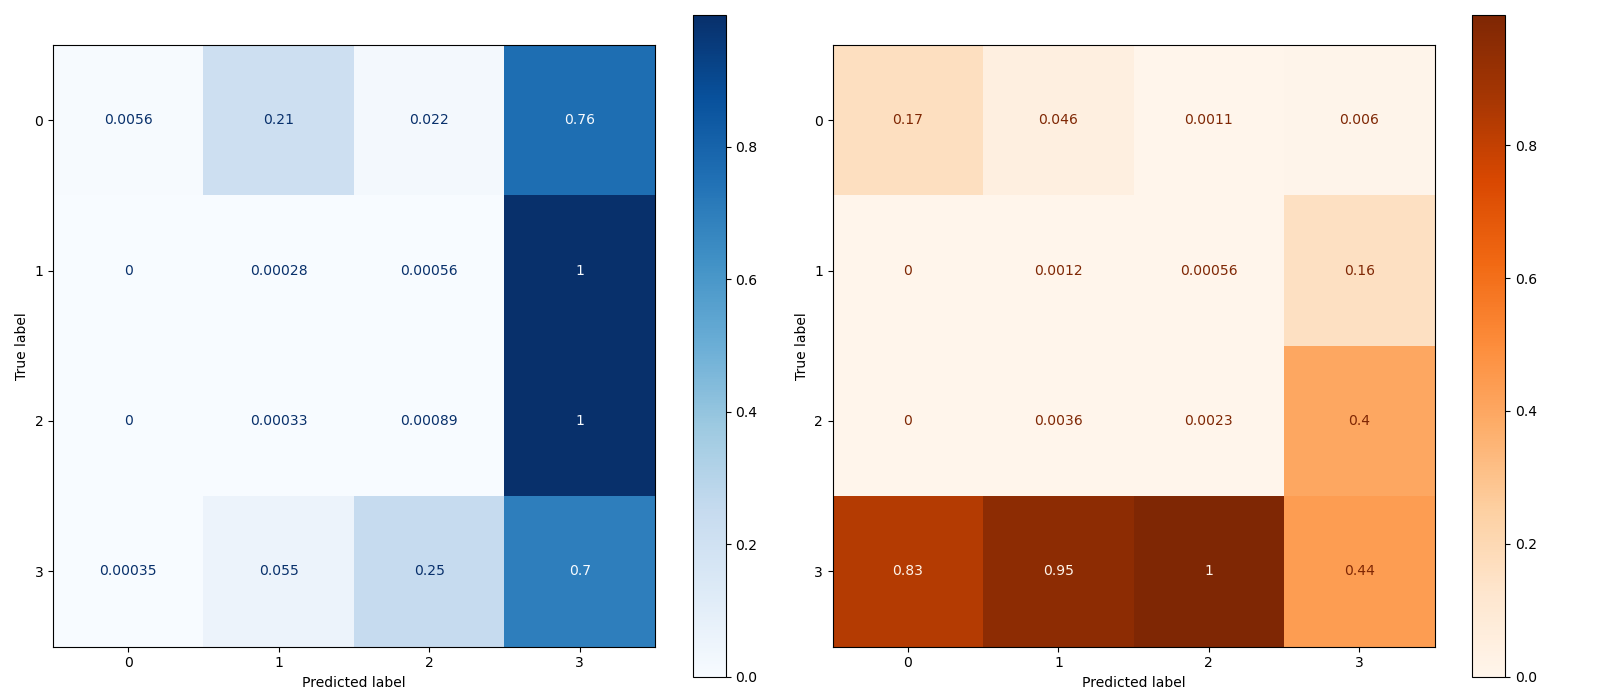 0 0.0056 0.21 0.022 0.76
1 0 0.00028 0.00056 1
2 0 0.00033 0.00089 1
3 0.00035 0.055 0.25 0.7
0 1 2 3
Predicted label
True label
0.8
0.6
0.4
0.2
0.0
0 0.17 0.046 0.0011 0.006
1 0 0.0012 0.00056 0.16
2 0 0.0036 0.0023 0.4
3 0.83 0.95 1 0.44
0 1 2 3
Predicted label
True label
0.8
0.6
0.4
0.2
0.0